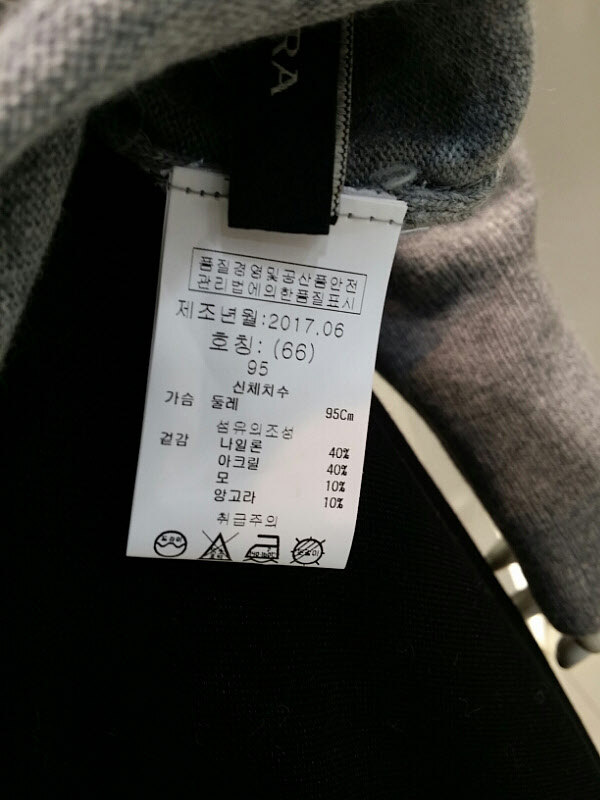 RA
품질경영및공산품안전
관리법에의한품질표시
제조년월:2017.06
호칭: (66)
95
신체치수
가슴 둘레 95Cm
섬유의조성
겉감 나일론 40%
아크릴 40%
모 10%
앙고라 10%
취급주의
드라이